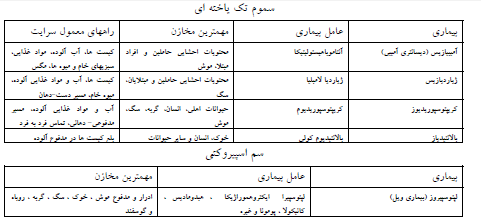 سموم تک یاخته ای
بیماری عامل بیماری مهمترین مخازن راههای معمول سرایت
آمیبیازیس (دیسانتری آمیبی) آنتامواهیستولیتیکا محتویات احشایی حاملین و افراد کیست ها، آب آلوده، مواد غذایی،
مبتلا، موش سبزیهای خام و میوه ها، مگس
ژیاردیازیس ژیاردیا لامبلیا محتویات احشایی حاملین و مبتلایان، کیست ها، آب و مواد غذایی آلوده،
سگ میوه خام، مسیر دست-دهان
کریپتوسپوریدیوز کریپتوسپوریدیوم حیوانات اهلی، انسان، گربه، سگ، آب و مواد غذایی آلوده، مسیر
موش مدفوعی- دهانی، تماس فرد به فرد
بالانتیدیاز بالانتیدیوم کولی خوک، انسان و سایر حیوانات بلع کیست ها در مدفوع آلوده
سم اسپیروکتی
بیماری عامل بیماری مهمترین مخازن
لپتوسپیروز (بیماری ویل) لپتوسپیرا ایکتروهموراژیکا ، هبدومادیس ، ادرار و مدفوع موش ، خوک ، سگ ، گربه ، روباه
کانیکولا ، پومونا و غیره و گوسفند